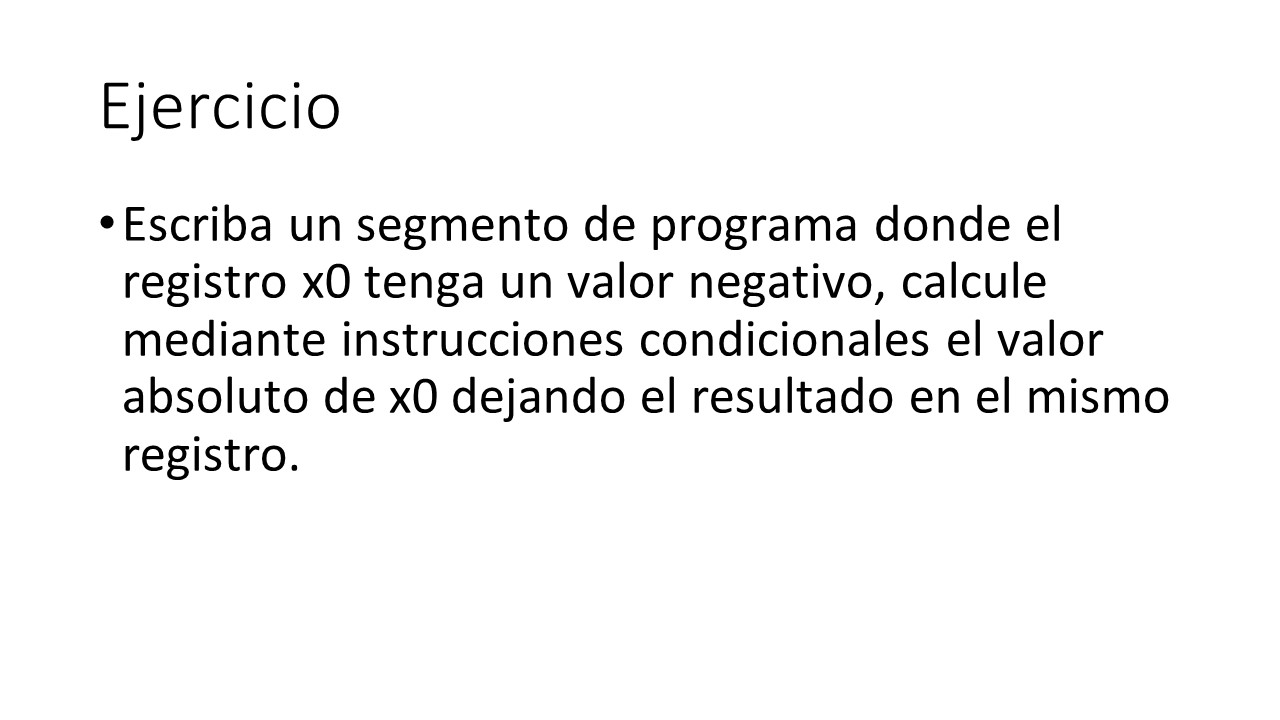 Ejercicio
•Escriba un segmento de programa donde el
registro x0 tenga un valor negativo, calcule
mediante instrucciones condicionales el valor
absoluto de x0 dejando el resultado en el mismo
registro.